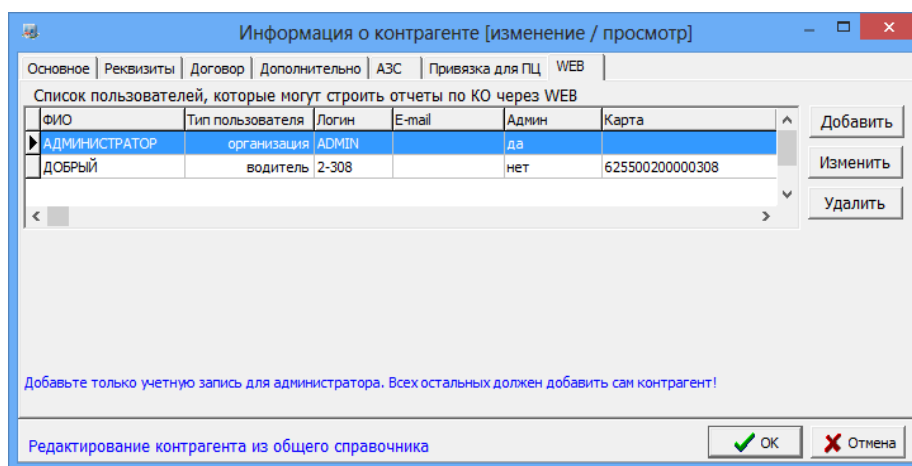 Информация о контрагенте [изменение / просмотр]
Основное Реквизиты Договор Дополнительно АЗС Привязка для ПЦ WEB
Список пользователей, которые могут строить отчеты по КО через WEB
ФИО Тип пользователя Логин E-mail Админ Карта
АДМИНИСТРАТОР организация ADMIN да
ДОБРЫЙ водитель 2-308 нет 625500200000308
Добавить
Изменить
Удалить
Добавьте только учетную запись для администратора. Всех остальных должен добавить сам контрагент!
Редактирование контрагента из общего справочника
ОК Отмена